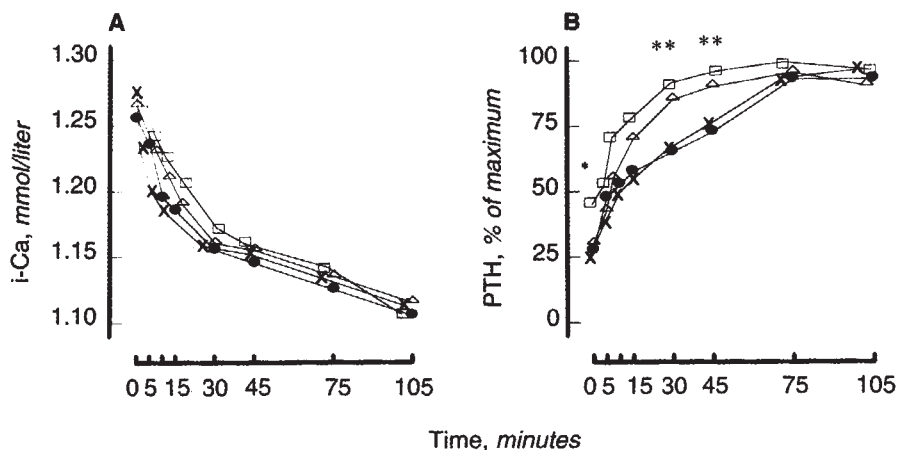 A
i-Ca, mmol/liter
1.30
1.25
1.20
1.15
1.10
0 5 15 30 45 75 105
B
PTH, % of maximum
100
75
50
25
0
*
** **
0 5 15 30 45 75 105
Time, minutes